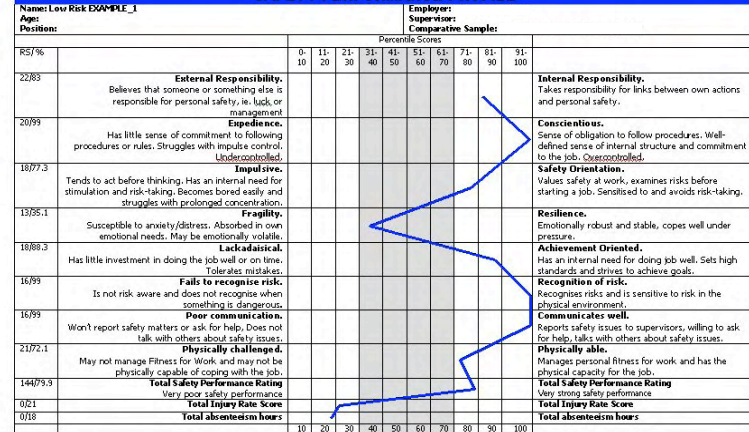 Name: Low Risk EXAMPLE_1
Age:
Position:
Employer:
Supervisor:
Comparative Sample:
Percentile Scores
RS/% 0-10 11-20 21-30 31-40 41-50 51-60 61-70 71-80 81-90 91-100
22/83 External Responsibility. Internal Responsibility.
Believes that someone or something else is Takes responsibility for links between own actions
responsible for personal safety, ie. luck or and personal safety.
management
20/99 Expedience. Conscientious.
Has little sense of commitment to following Sense of obligation to follow procedures. Well-
procedures or rules. Struggles with impulse control. defined sense of internal structure and commitment
Undercontrolled. to the job. Overcontrolled.
18/77.3 Impulsive. Safety Orientation.
Tends to act before thinking. Has an internal need for Values safety at work, examines risks before
stimulation and risk-taking. Becomes bored easily and starting a job. Sensitised to and avoids risk-taking.
struggles with prolonged concentration.
13/35.1 Fragility. Resilience.
Susceptible to anxiety/distress. Absorbed in own Emotionally robust and stable, copes well under
emotional needs. May be emotionally volatile. pressure.
18/88.3 Lackadaisical. Achievement Oriented.
Has little investment in doing the job well or on time. Has an internal need for doing job well. Sets high
Tolerates mistakes. standards and strives to achieve goals.
16/99 Fails to recognise risk. Recognition of risk.
Is not risk aware and does not recognise when Recognises risks and is sensitive to risk in the
something is dangerous. physical environment.
16/99 Poor communication. Communicates well.
Won't report safety matters or ask for help, Does not Reports safety issues to supervisors, willing to ask
talk with others about safety issues. for help, talks with others about safety issues.
21/72.1 Physically challenged. Physically able.
May not manage Fitness for Work and may not be Manages personal fitness for work and has the
physically capable of coping with the job. physical capacity for the job.
144/79.9 Total Safety Performance Rating Total Safety Performance Rating
Very poor safety performance Very strong safety performance
0/21 Total Injury Rate Score Total Injury Rate Score
0/18 Total absenteeism hours Total absenteeism hours
10 20 30 40 50 60 70 80 90 100